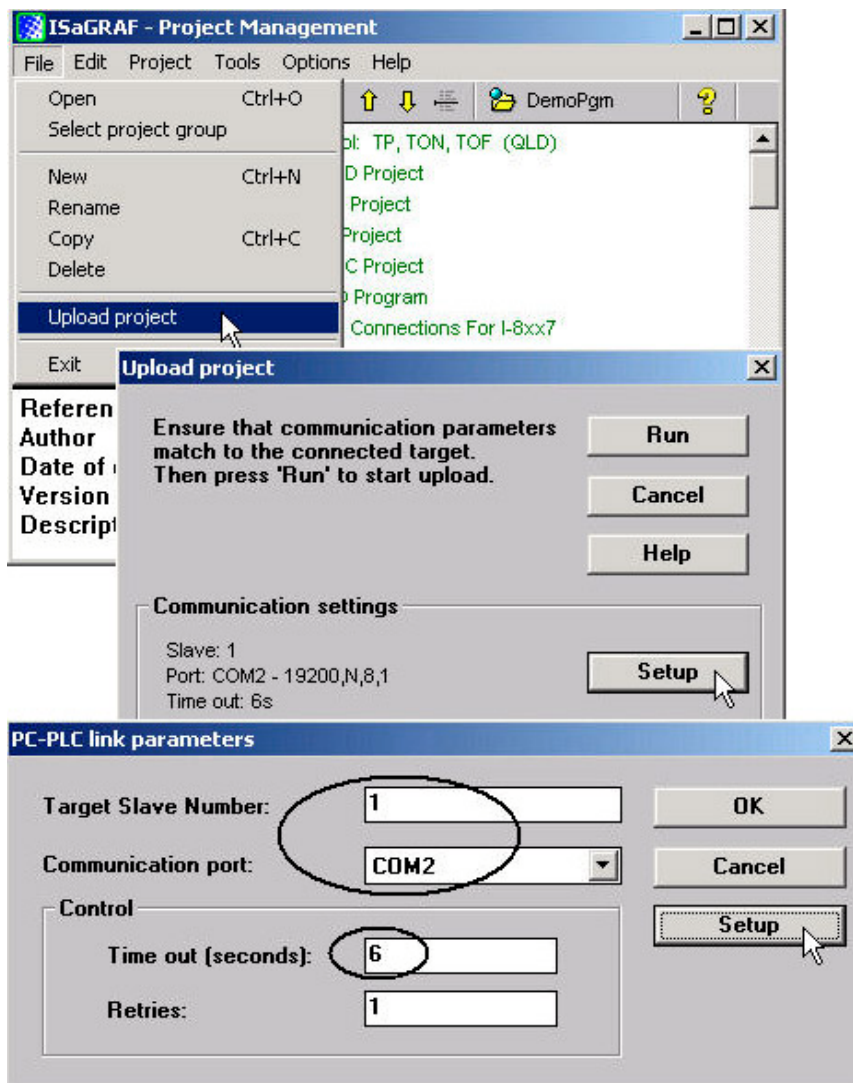 ISaGRAF - Project Management
File Edit Project Tools Options Help
Open Ctrl+O
DemoPgm
Select project group
TP, TON, TOF (QLD)
New Ctrl+N
D Project
Rename
Project
Copy Ctrl+C
Project
Delete
C Project
Program
Upload project
Connections For I-8xx7
Exit
Upload project
Referen
Author
Date of
Version
Descript
Ensure that communication parameters
match to the connected target.
Then press 'Run' to start upload.
Run
Cancel
Help
Communication settings
Slave: 1
Port: COM2 - 19200,N,8,1
Time out: 6s
Setup
PC-PLC link parameters
Target Slave Number: 1
OK
Communication port: COM2
Cancel
Control
Setup
Time out (seconds): 6
Retries: 1